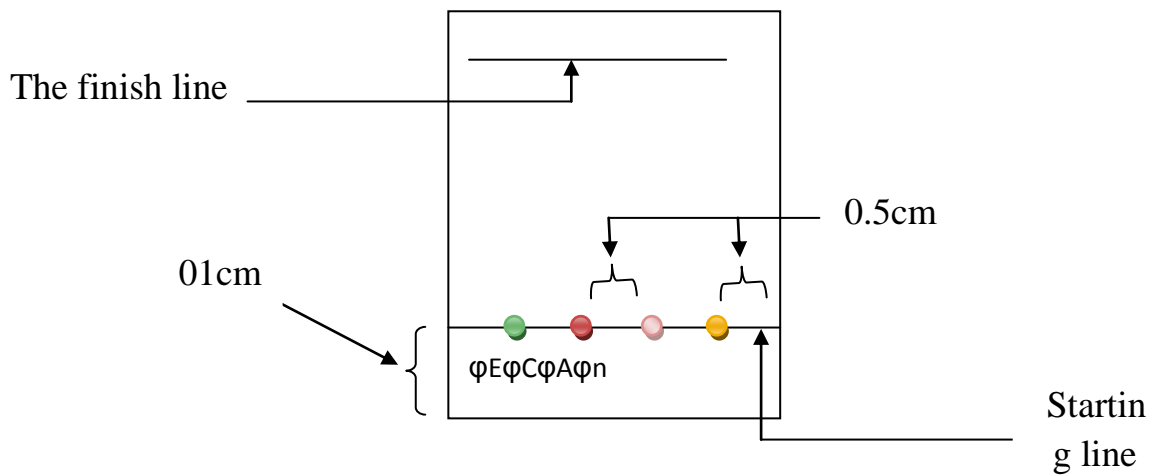 The finish line
0.5cm
01cm
φEφCφAφn
Startin
g line